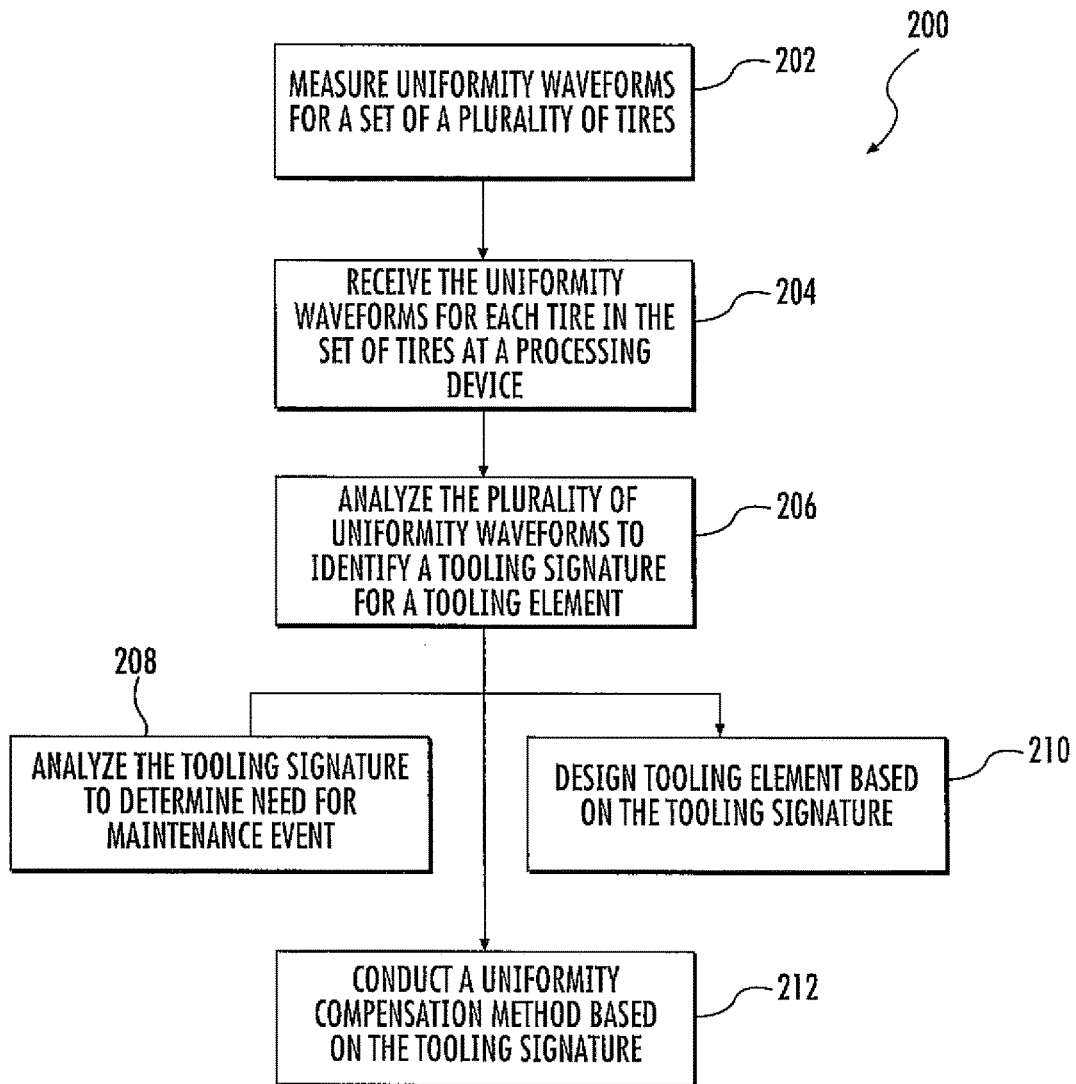 200
202
MEASURE UNIFORMITY WAVEFORMS
FOR A SET OF A PLURALITY OF TIRES
204
RECEIVE THE UNIFORMITY
WAVEFORMS FOR EACH TIRE IN THE
SET OF TIRES AT A PROCESSING
DEVICE
206
ANALYZE THE PLURALITY OF
UNIFORMITY WAVEFORMS TO
IDENTIFY A TOOLING SIGNATURE
FOR A TOOLING ELEMENT
208
ANALYZE THE TOOLING SIGNATURE
TO DETERMINE NEED FOR
MAINTENANCE EVENT
210
DESIGN TOOLING ELEMENT BASED
ON THE TOOLING SIGNATURE
212
CONDUCT A UNIFORMITY
COMPENSATION METHOD BASED
ON THE TOOLING SIGNATURE